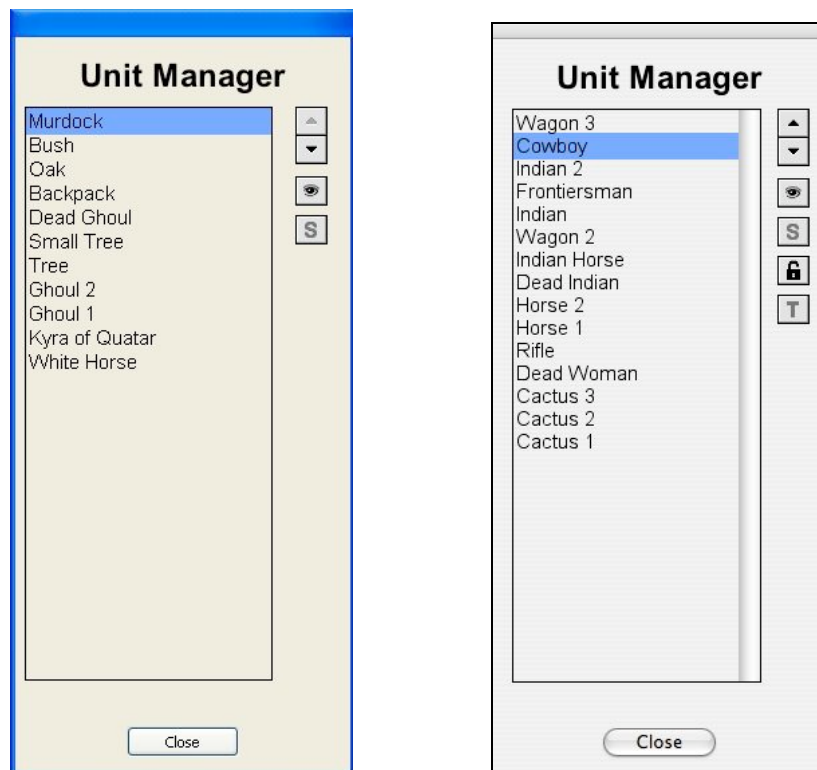 Unit Manager
Murdock
Bush
Oak
Backpack
Dead Ghoul
Small Tree
Tree
Ghoul 2
Ghoul 1
Kyra of Quatar
White Horse
S
Close
Unit Manager
Wagon 3
Cowboy
Indian 2
Frontiersman
Indian
Wagon 2
Indian Horse
Dead Indian
Horse 2
Horse 1
Rifle
Dead Woman
Cactus 3
Cactus 2
Cactus 1
S
T
Close